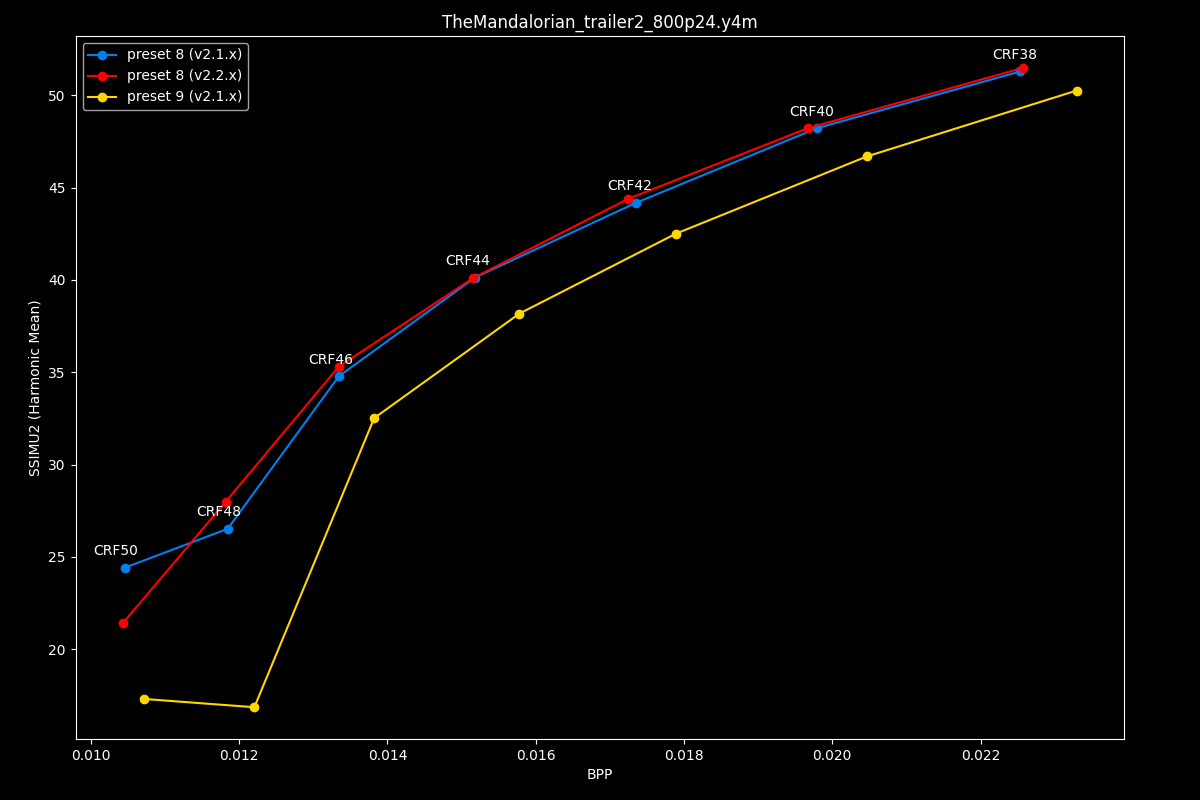 TheMandalorian_trailer2_800p24.y4m
preset 8 (v2.1.x)
preset 8 (v2.2.x)
preset 9 (v2.1.x)
CRF38
CRF40
CRF42
CRF44
CRF46
CRF48
CRF50
SSIMU2 (Harmonic Mean)
50
45
40
35
30
25
20
0.010
0.012
0.014
0.016
0.018
0.020
0.022
BPP